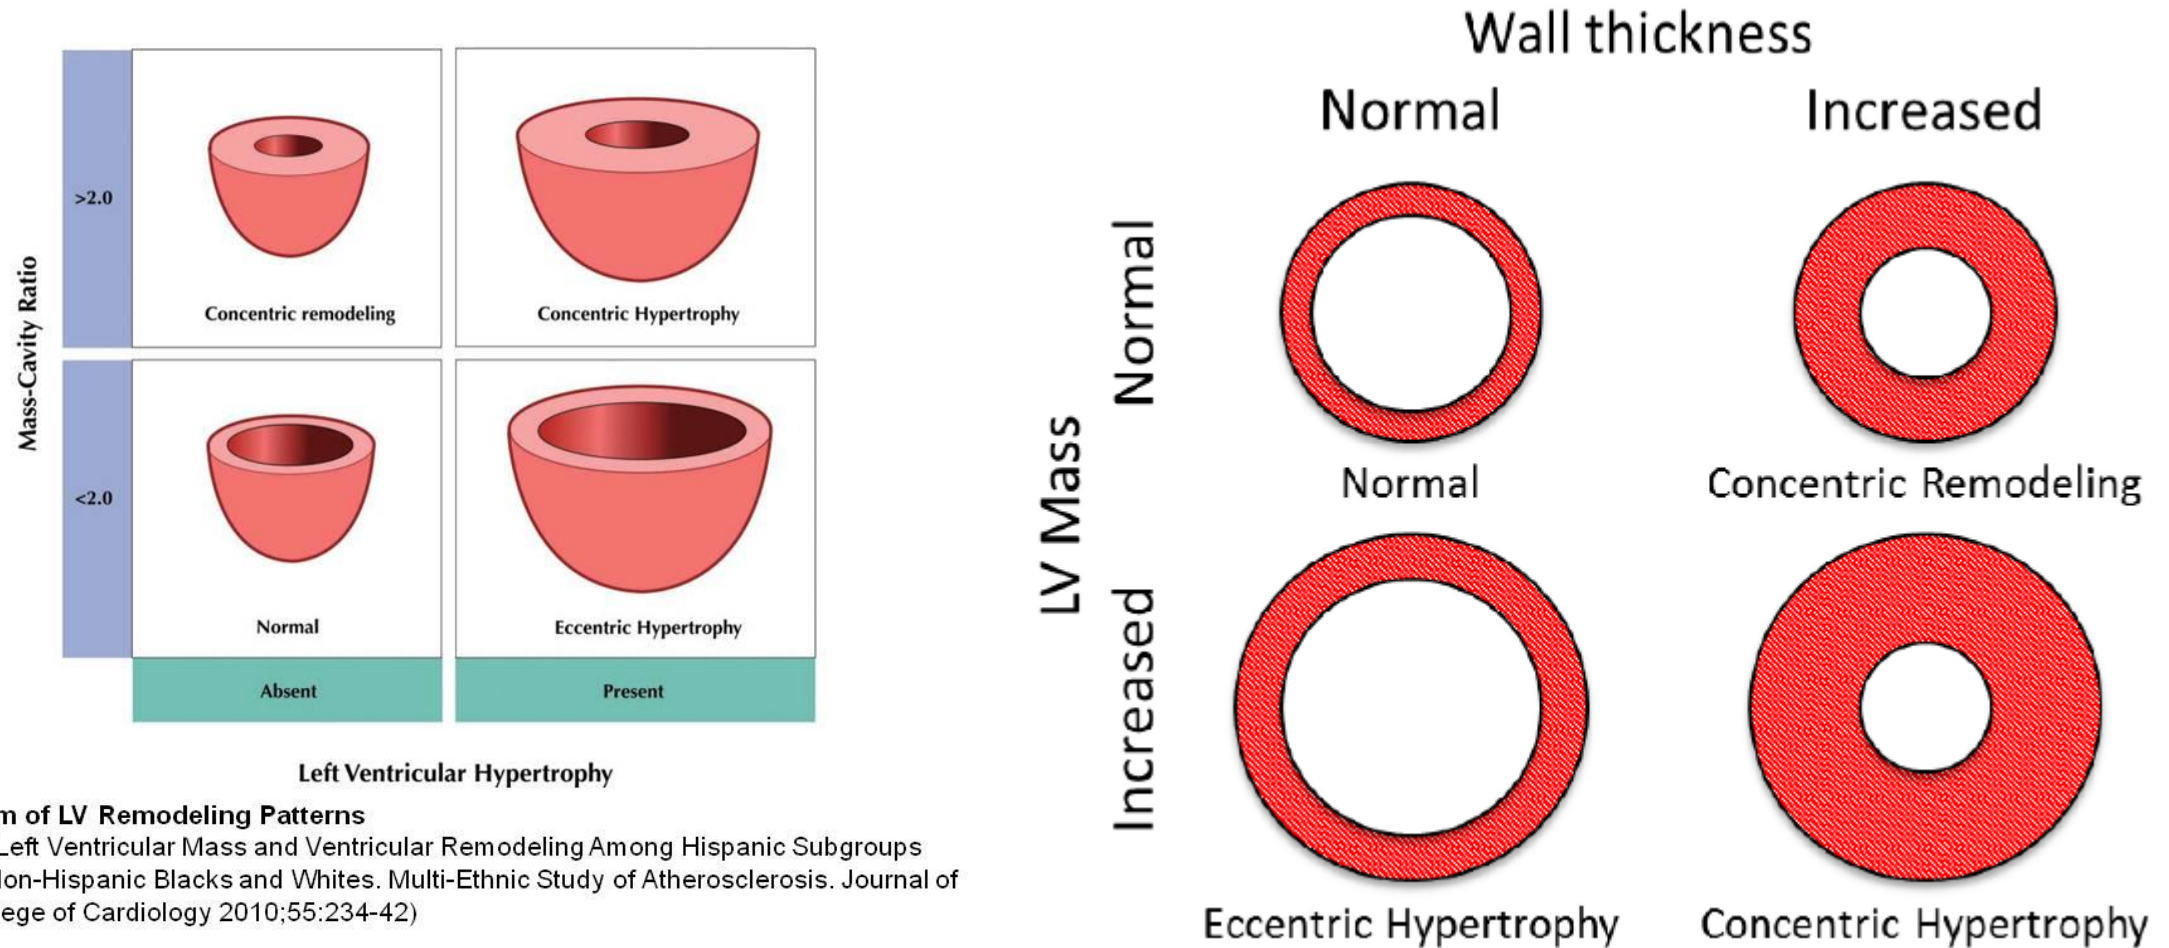 Mass-Cavity Ratio
>2.0
Concentric remodeling
Concentric Hypertrophy
<2.0
Normal
Eccentric Hypertrophy
Absent
Present
Left Ventricular Hypertrophy
of LV Remodeling Patterns
Left Ventricular Mass and Ventricular Remodeling Among Hispanic Subgroups
-Hispanic Blacks and Whites. Multi-Ethnic Study of Atherosclerosis. Journal of
ege of Cardiology 2010;55:234-42)
Wall thickness
Normal
Increased
LV Mass
Normal
Normal
Concentric Remodeling
Increased
Eccentric Hypertrophy
Concentric Hypertrophy